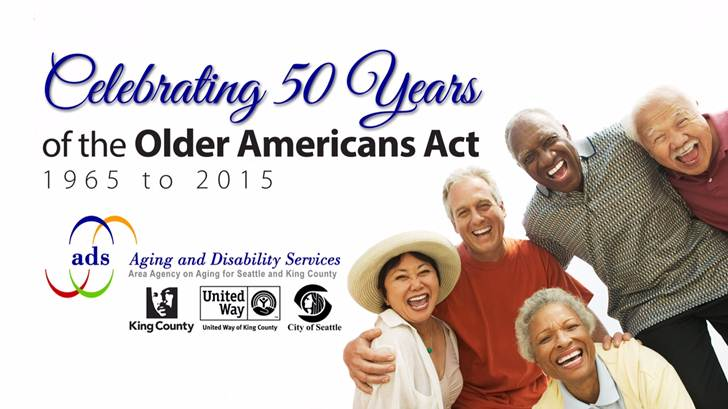 Celebrating 50 Years
of the Older Americans Act
1965 to 2015
ads
Aging and Disability Services
Area Agency on Aging for Seattle and King County
King County
United
Way
United Way of King County
City of Seattle